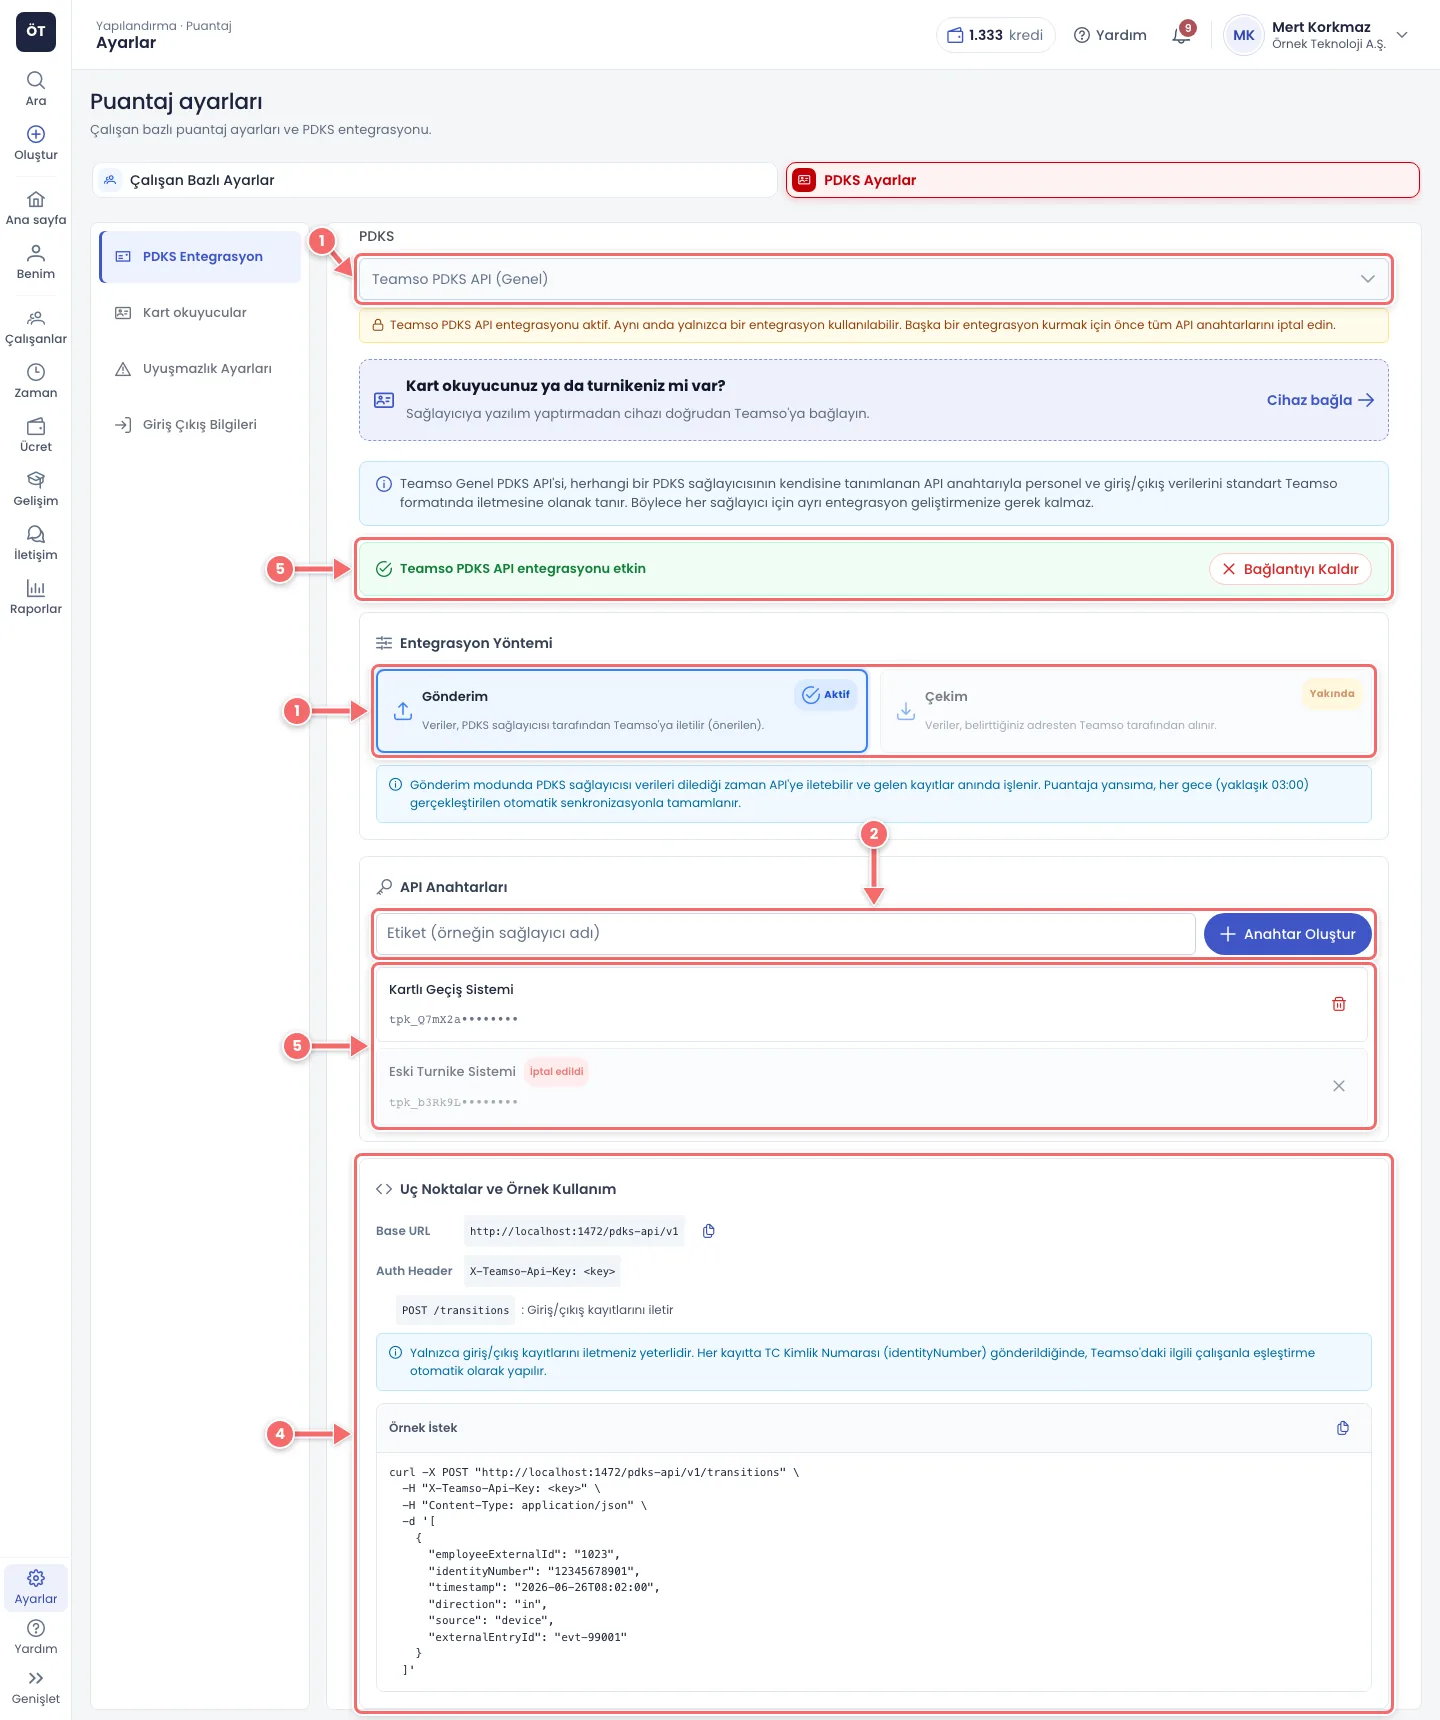 ÖT
Ara
Oluştur
Ana sayfa
Benim
Çalışanlar
Zaman
Ücret
Gelişim
İletişim
Raporlar
Ayarlar
Yardım
Genişlet
Yapılandırma · Puantaj
Ayarlar
1.333 kredi
Yardım
9
MK
Mert Korkmaz
Örnek Teknoloji A.Ş.
Puantaj ayarları
Çalışan bazlı puantaj ayarları ve PDKS entegrasyonu.
Çalışan Bazlı Ayarlar
PDKS Ayarlar
PDKS Entegrasyon
Kart okuyucular
Uyuşmazlık Ayarları
Giriş Çıkış Bilgileri
1
PDKS
Teamso PDKS API (Genel)
Teamso PDKS API entegrasyonu aktif. Aynı anda yalnızca bir entegrasyon kullanılabilir. Başka bir entegrasyon kurmak için önce tüm API anahtarlarını iptal edin.
Kart okuyucunuz ya da turnikeniz mi var?
Sağlayıcıya yazılım yaptırmadan cihazı doğrudan Teamso'ya bağlayın.
Cihaz bağla
Teamso Genel PDKS API'si, herhangi bir PDKS sağlayıcısının kendisine tanımlanan API anahtarıyla personel ve giriş/çıkış verilerini standart Teamso
formatında iletmesine olanak tanır. Böylece her sağlayıcı için ayrı entegrasyon geliştirmenize gerek kalmaz.
5
Teamso PDKS API entegrasyonu etkin
Bağlantıyı Kaldır
Entegrasyon Yöntemi
1
Gönderim
Aktif
Veriler, PDKS sağlayıcısı tarafından Teamso'ya iletilir (önerilen).
Çekim
Yakında
Veriler, belirttiğiniz adresten Teamso tarafından alınır.
Gönderim modunda PDKS sağlayıcısı verileri dilediği zaman API'ye iletebilir ve gelen kayıtlar anında işlenir. Puantaja yansıma, her gece (yaklaşık 03:00)
gerçekleştirilen otomatik senkronizasyonla tamamlanır.
2
API Anahtarları
Etiket (örneğin sağlayıcı adı)
Anahtar Oluştur
5
Kartlı Geçiş Sistemi
tpk_Q7mX2a••••••••
Eski Turnike Sistemi
İptal edildi
tpk_b3Rk9L••••••••
4
Uç Noktalar ve Örnek Kullanım
Base URL
http://localhost:1472/pdks-api/v1
Auth Header
X-Teamso-Api-Key: <key>
POST /transitions : Giriş/çıkış kayıtlarını iletir
Yalnızca giriş/çıkış kayıtlarını iletmeniz yeterlidir. Her kayıtta TC Kimlik Numarası (identityNumber) gönderildiğinde, Teamso'daki ilgili çalışanla eşleştirme
otomatik olarak yapılır.
Örnek İstek
curl -X POST "http://localhost:1472/pdks-api/v1/transitions" \
-H "X-Teamso-Api-Key: <key>" \
-H "Content-Type: application/json" \
-d '[
{
"employeeExternalId": "1023",
"identityNumber": "12345678901",
"timestamp": "2026-06-26T08:02:00",
"direction": "in",
"source": "device",
"externalEntryId": "evt-99001"
}
]'